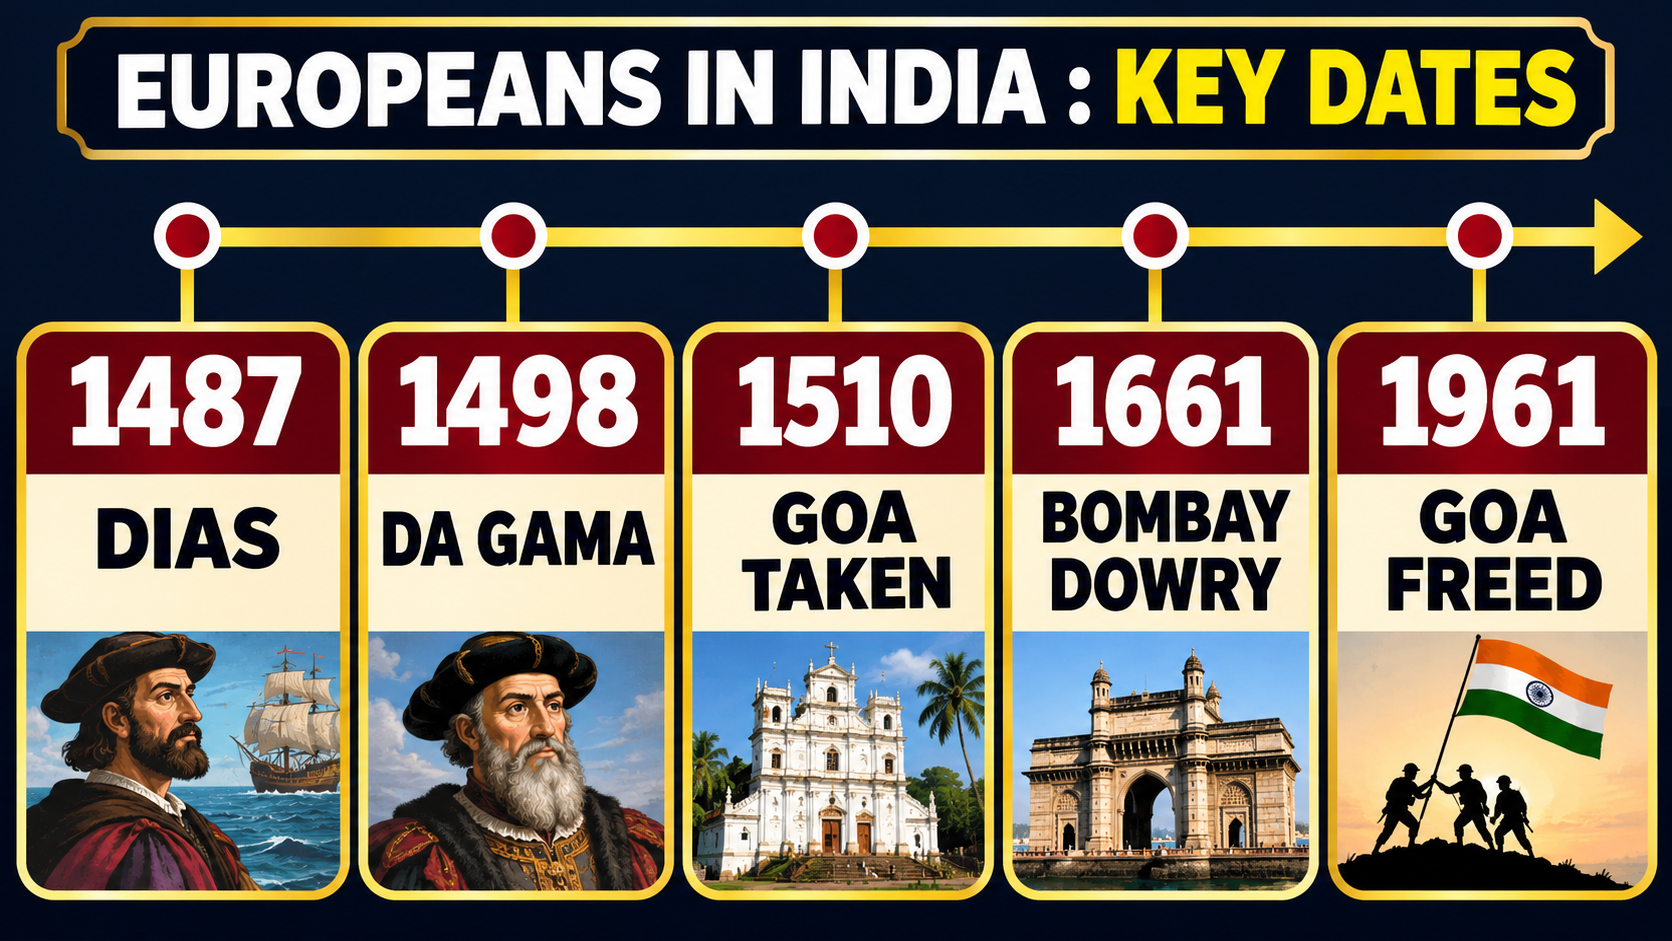 EUROPEANS IN INDIA : KEY DATES
1487
DIAS
1498
DA GAMA
1510
GOA
TAKEN
1661
BOMBAY
DOWRY
1961
GOA
FREED